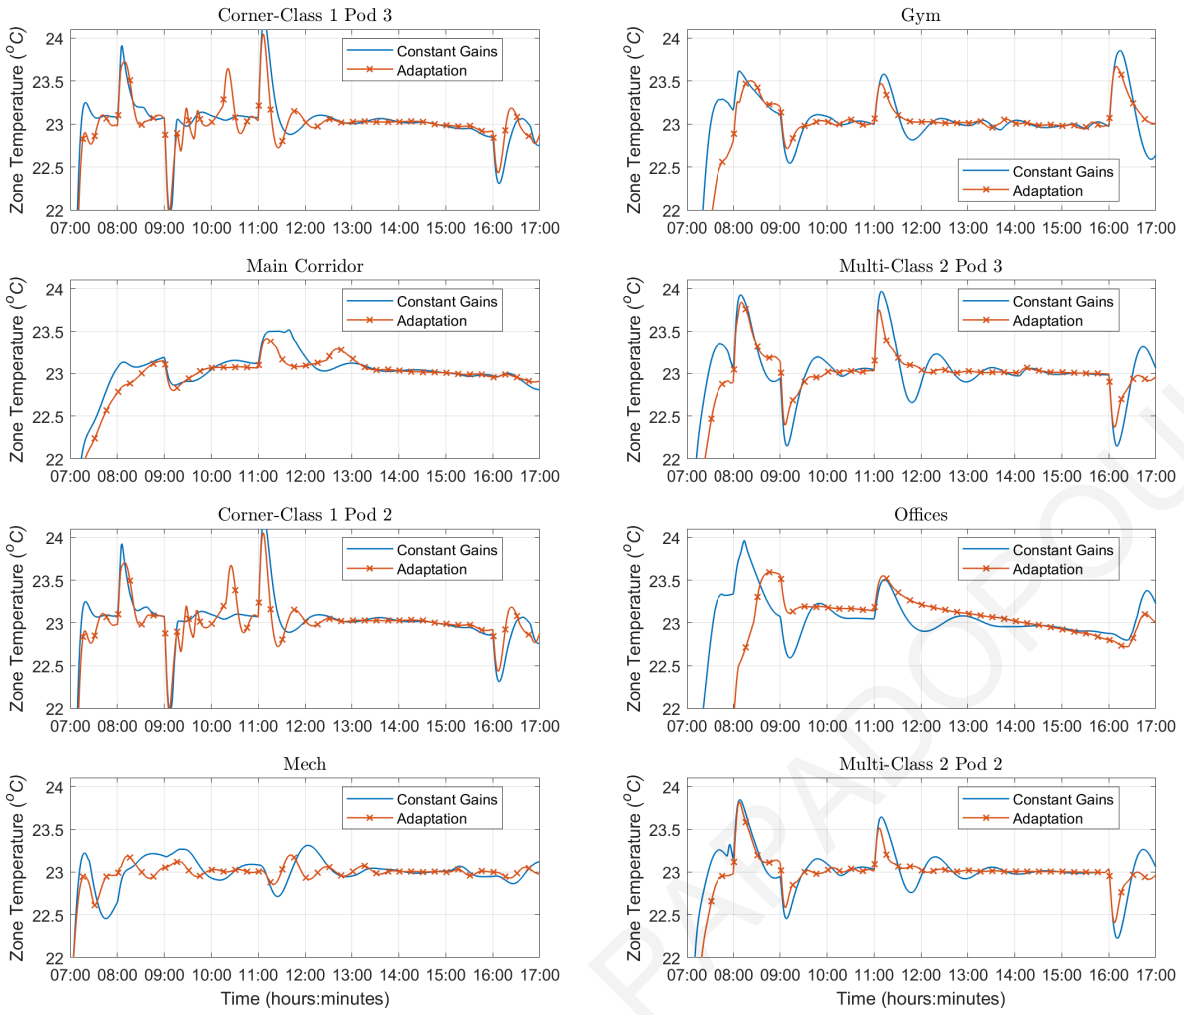 Corner-Class 1 Pod 3
Zone Temperature (°C)
24
23.5
23
22.5
22
Constant Gains
Adaptation
07:00 08:00 09:00 10:00 11:00 12:00 13:00 14:00 15:00 16:00 17:00
Gym
Zone Temperature (°C)
24
23.5
23
22.5
22
Constant Gains
Adaptation
07:00 08:00 09:00 10:00 11:00 12:00 13:00 14:00 15:00 16:00 17:00
Main Corridor
Zone Temperature (°C)
24
23.5
23
22.5
22
Constant Gains
Adaptation
07:00 08:00 09:00 10:00 11:00 12:00 13:00 14:00 15:00 16:00 17:00
Multi-Class 2 Pod 3
Zone Temperature (°C)
24
23.5
23
22.5
22
Constant Gains
Adaptation
07:00 08:00 09:00 10:00 11:00 12:00 13:00 14:00 15:00 16:00 17:00
Corner-Class 1 Pod 2
Zone Temperature (°C)
24
23.5
23
22.5
22
Constant Gains
Adaptation
07:00 08:00 09:00 10:00 11:00 12:00 13:00 14:00 15:00 16:00 17:00
Offices
Zone Temperature (°C)
24
23.5
23
22.5
22
Constant Gains
Adaptation
07:00 08:00 09:00 10:00 11:00 12:00 13:00 14:00 15:00 16:00 17:00
Mech
Zone Temperature (°C)
24
23.5
23
22.5
22
Constant Gains
Adaptation
07:00 08:00 09:00 10:00 11:00 12:00 13:00 14:00 15:00 16:00 17:00
Time (hours:minutes)
Multi-Class 2 Pod 2
Zone Temperature (°C)
24
23.5
23
22.5
22
Constant Gains
Adaptation
07:00 08:00 09:00 10:00 11:00 12:00 13:00 14:00 15:00 16:00 17:00
Time (hours:minutes)
PAPADOPOU